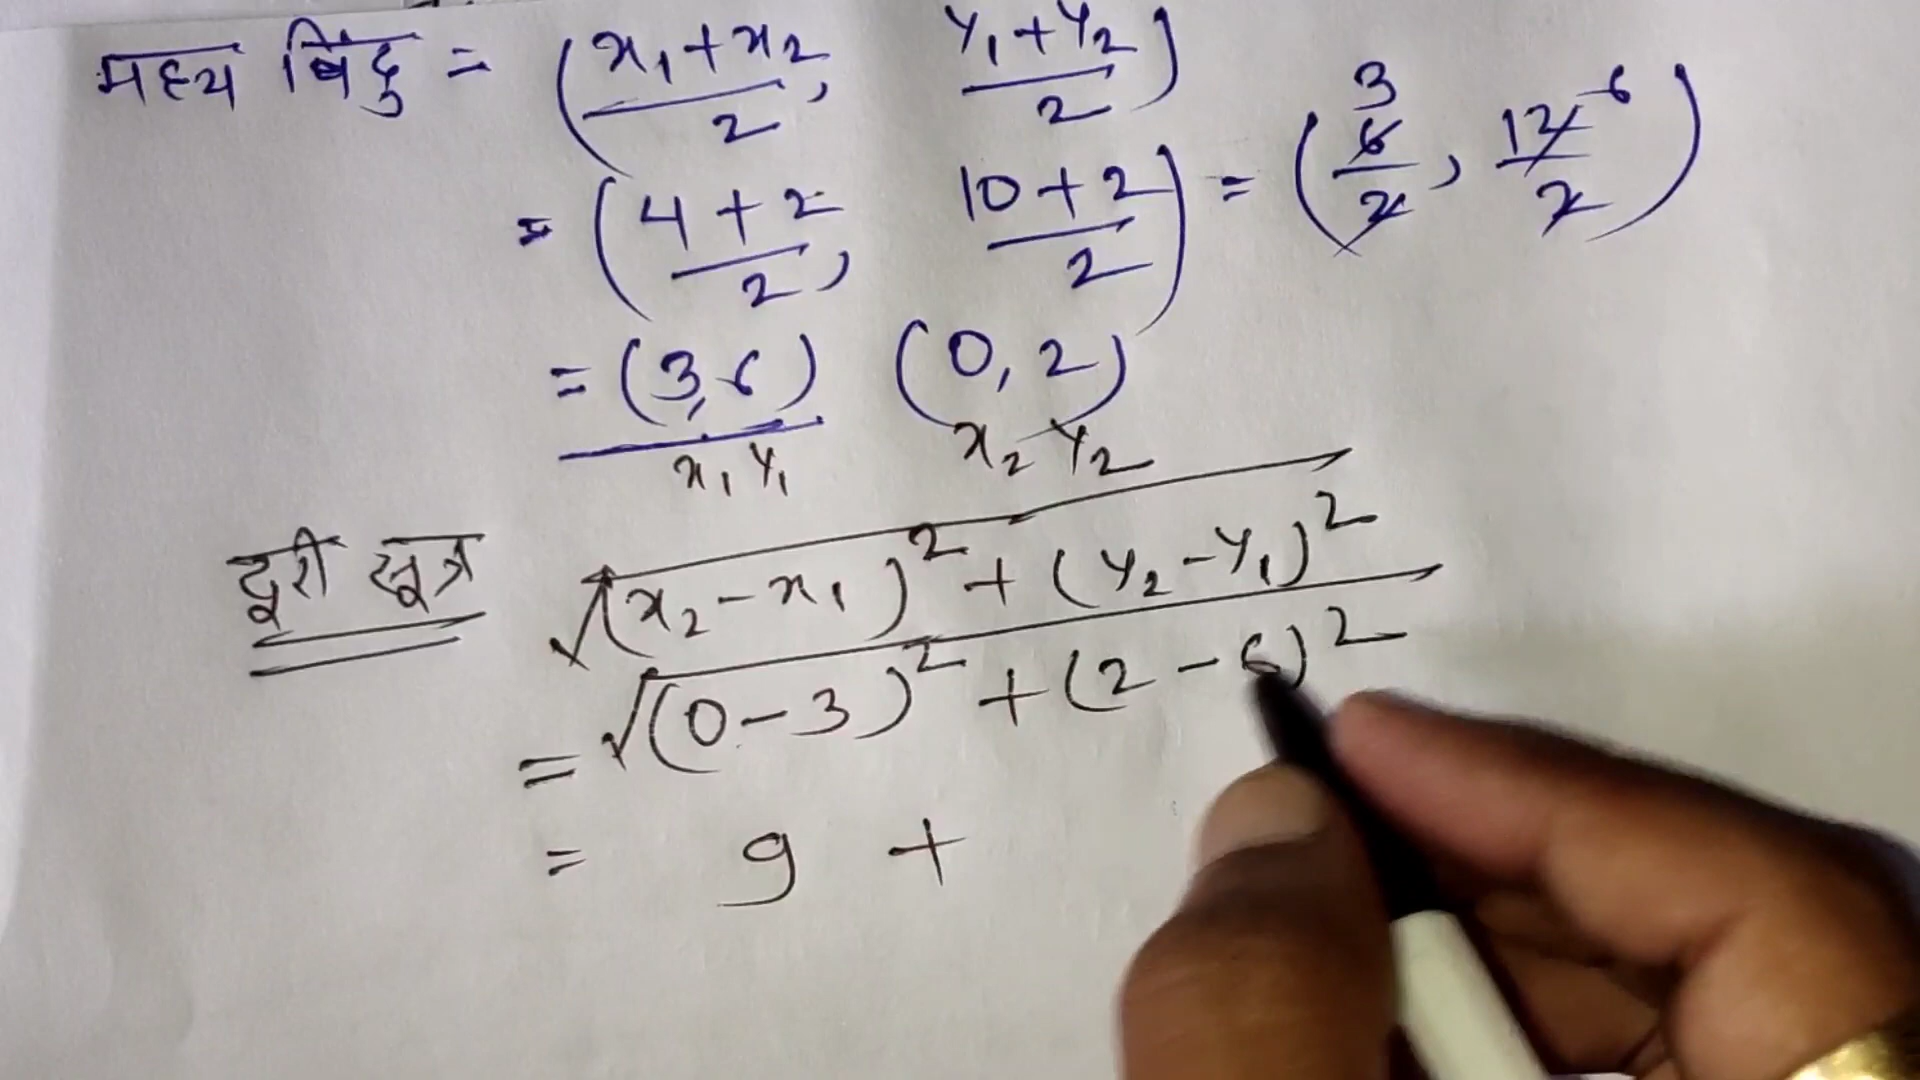 मध्य बिंदु = (x₁+x₂/2, y₁+y₂/2)
= (4+2/2, 10+2/2) = (3 6/2, 12/2 6)
= (3,6) (0,2)
x₁ y₁ x₂ y₂
दूरी सूत्र √(x₂-x₁)²+(y₂-y₁)²
= √(0-3)²+(2-6)²
= 9 +